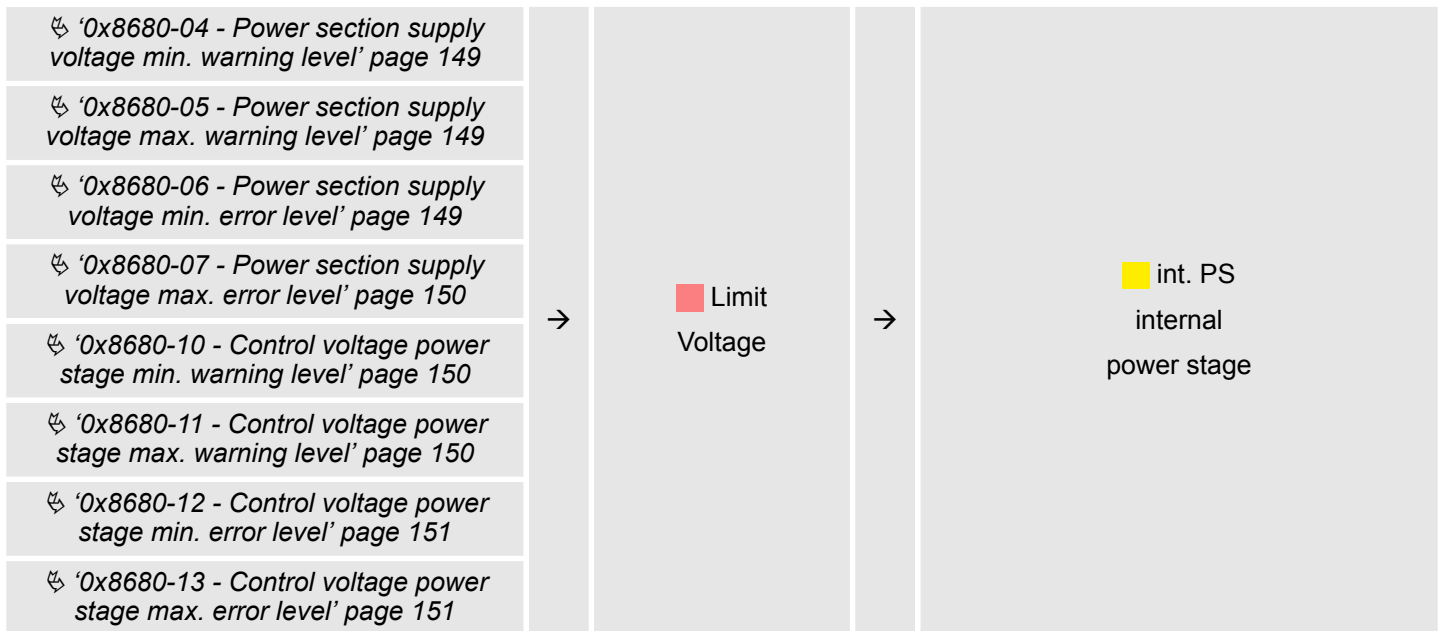 ↳ ‘0x8680-04 - Power section supply
voltage min. warning level’ page 149
↳ ‘0x8680-05 - Power section supply
voltage max. warning level’ page 149
↳ ‘0x8680-06 - Power section supply
voltage min. error level’ page 149
↳ ‘0x8680-07 - Power section supply
voltage max. error level’ page 150
↳ ‘0x8680-10 - Control voltage power
stage min. warning level’ page 150
↳ ‘0x8680-11 - Control voltage power
stage max. warning level’ page 150
↳ ‘0x8680-12 - Control voltage power
stage min. error level’ page 151
↳ ‘0x8680-13 - Control voltage power
stage max. error level’ page 151
→
Limit
Voltage
→
int. PS
internal
power stage